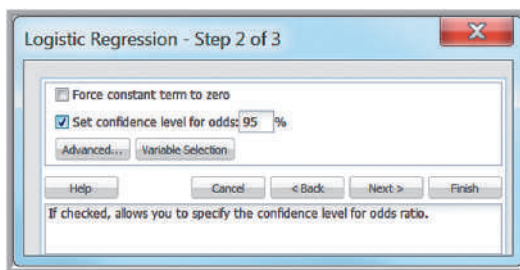 Logistic Regression - Step 2 of 3
Force constant term to zero
Set confidence level for odds: 95 %
Advanced... Variable Selection
Help Cancel < Back Next > Finish
If checked, allows you to specify the confidence level for odds ratio.